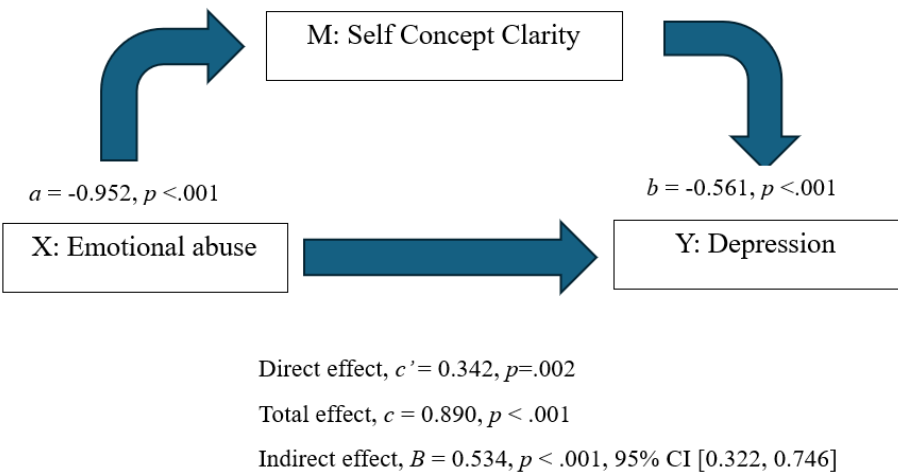 M: Self Concept Clarity
a = -0.952, p <.001
b = -0.561, p <.001
X: Emotional abuse
Y: Depression
Direct effect, c’= 0.342, p=.002
Total effect, c = 0.890, p < .001
Indirect effect, B = 0.534, p < .001, 95% CI [0.322, 0.746]